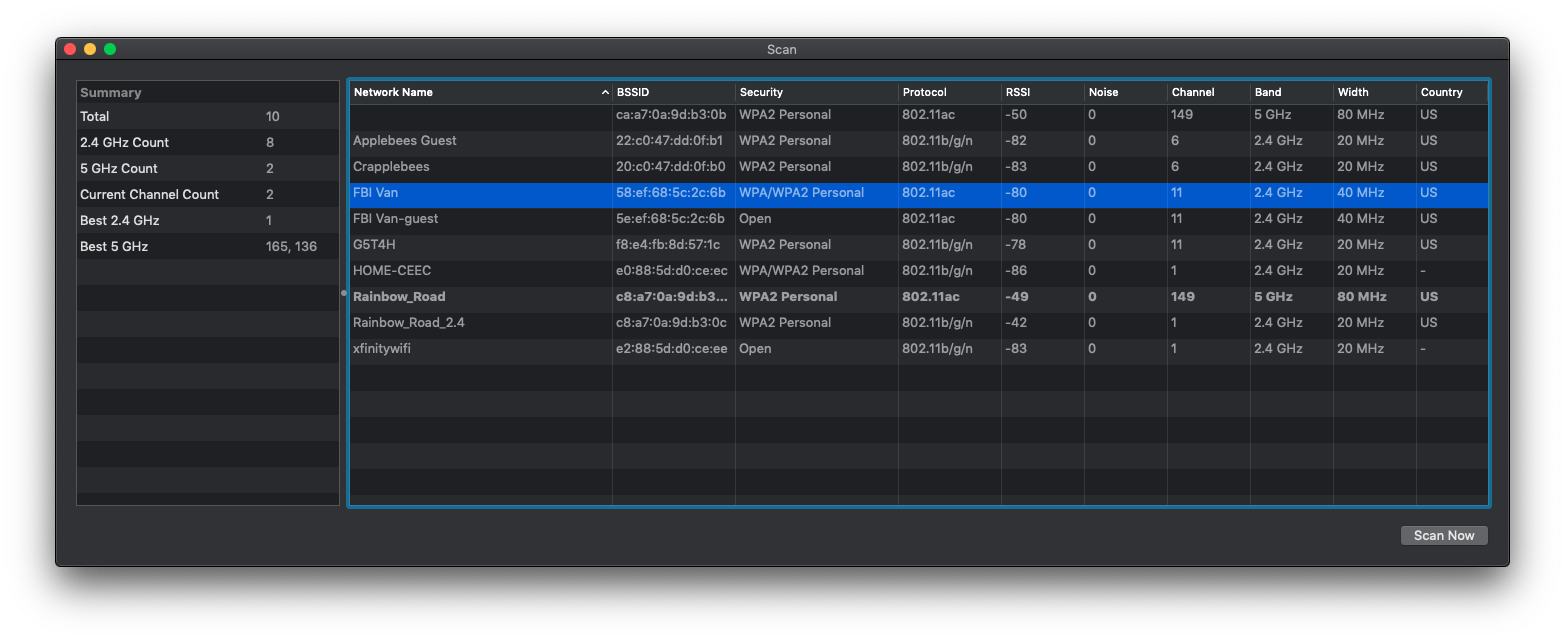 Scan
Summary
Total 10
2.4 GHz Count 8
5 GHz Count 2
Current Channel Count 2
Best 2.4 GHz 1
Best 5 GHz 165, 136
Network Name BSSID Security Protocol RSSI Noise Channel Band Width Country
ca:a7:0a:9d:b3:0b WPA2 Personal 802.11ac -50 0 149 5 GHz 80 MHz US
Applebees Guest 22:c0:47:dd:0f:b1 WPA2 Personal 802.11b/g/n -82 0 6 2.4 GHz 20 MHz US
Crapplebees 20:c0:47:dd:0f:b0 WPA2 Personal 802.11b/g/n -83 0 6 2.4 GHz 20 MHz US
FBI Van 58:ef:68:5c:2c:6b WPA/WPA2 Personal 802.11ac -80 0 11 2.4 GHz 40 MHz US
FBI Van-guest 5e:ef:68:5c:2c:6b Open 802.11ac -80 0 11 2.4 GHz 40 MHz US
G5T4H f8:e4:fb:8d:57:1c WPA2 Personal 802.11b/g/n -78 0 11 2.4 GHz 20 MHz US
HOME-CEEC e0:88:5d:d0:ce:ec WPA/WPA2 Personal 802.11b/g/n -86 0 1 2.4 GHz 20 MHz -
Rainbow_Road c8:a7:0a:9d:b3... WPA2 Personal 802.11ac -49 0 149 5 GHz 80 MHz US
Rainbow_Road_2.4 c8:a7:0a:9d:b3:0c WPA2 Personal 802.11b/g/n -42 0 1 2.4 GHz 20 MHz US
xfinitywifi e2:88:5d:d0:ce:ee Open 802.11b/g/n -83 0 1 2.4 GHz 20 MHz -
Scan Now